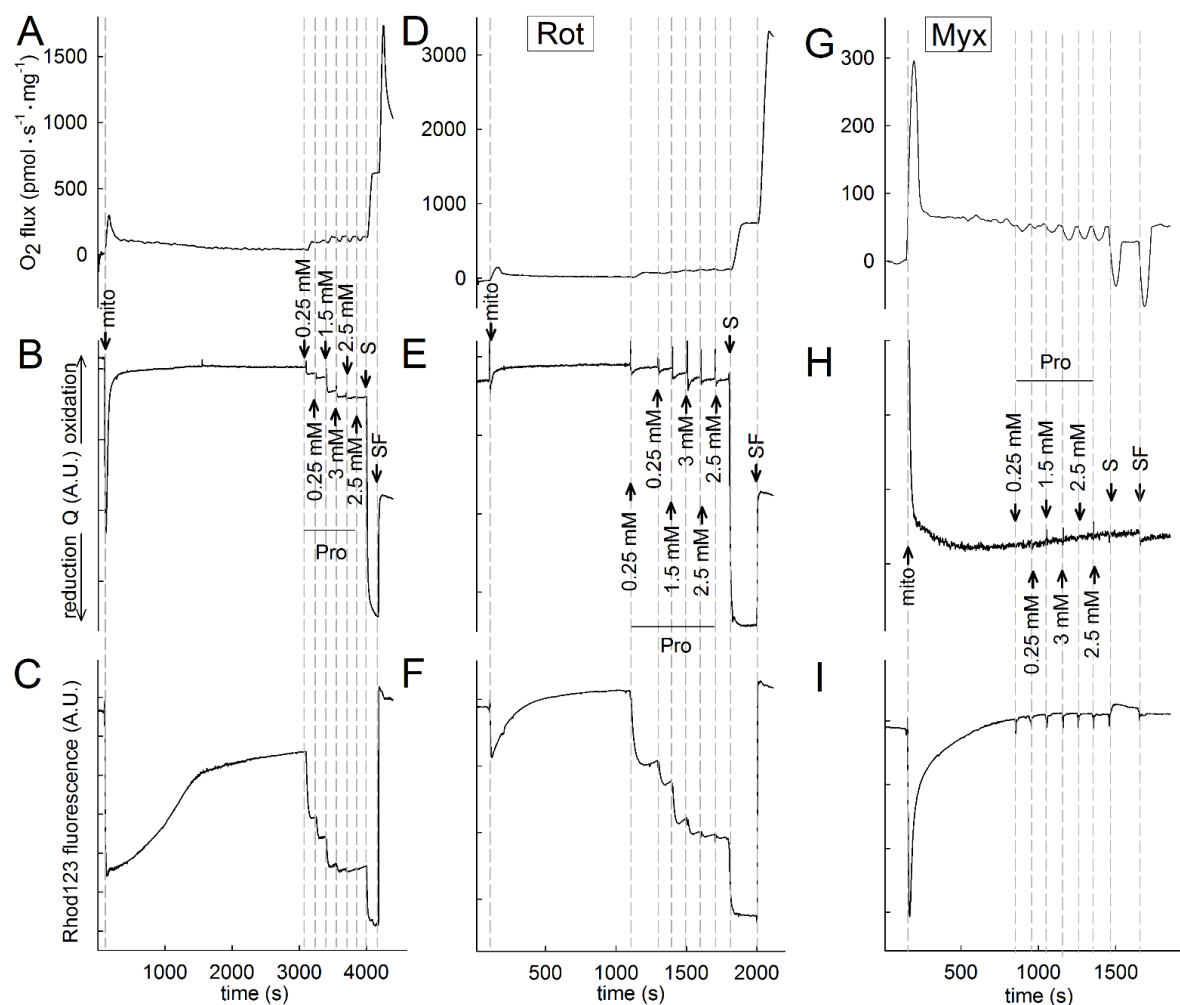 A
D
Rot
G
Myx
1500
1000
500
0
3000
2000
1000
0
300
200
100
0
O₂ flux (pmol · s⁻¹ · mg⁻¹)
mito
0.25 mM
1.5 mM
2.5 mM
S
mito
S
B
E
H
reduction Q (A.U.) oxidation
0.25 mM
3 mM
2.5 mM
SF
Pro
0.25 mM
3 mM
2.5 mM
SF
0.25 mM
1.5 mM
2.5 mM
Pro
Pro
0.25 mM
1.5 mM
2.5 mM
S
SF
mito
0.25 mM
3 mM
2.5 mM
C
F
I
Rhod123 fluorescence (A.U.)
1000
2000
3000
4000
500
1000
1500
2000
500
1000
1500
time (s)
time (s)
time (s)